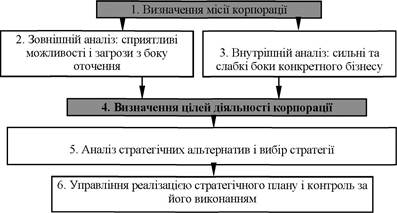 1. Визначення місії корпорації
2. Зовнішній аналіз: сприятливі
можливості і загрози з боку
оточення
3. Внутрішній аналіз: сильні та
слабкі боки конкретного бізнесу
4. Визначення цілей діяльності корпорації
5. Аналіз стратегічних альтернатив і вибір стратегії
6. Управління реалізацією стратегічного плану і контроль за
його виконанням